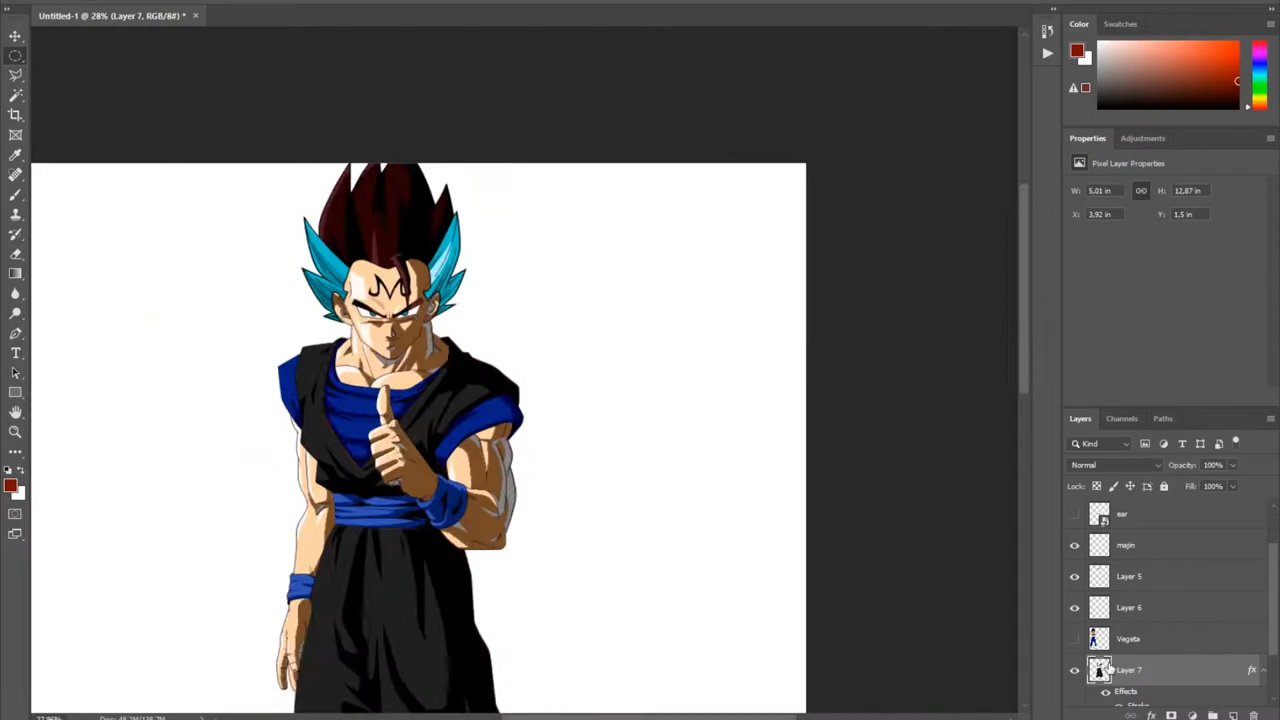 Untitled-1 @ 28% (Layer 7, RGB/8#) *
Color
Swatches
Properties
Adjustments
Pixel Layer Properties
W: 5,01 in
H: 12,87 in
X: 3,92 in
Y: 1,5 in
Layers
Channels
Paths
Kind
Normal
Opacity: 100%
Lock:
Fill: 100%
ear
majin
Layer 5
Layer 6
Vegeta
Layer 7
fx
Effects
M